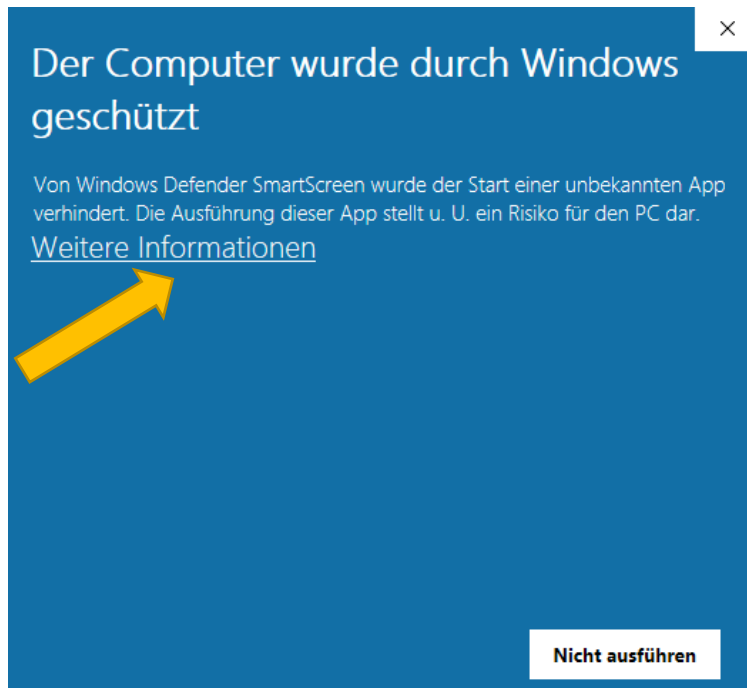 Der Computer wurde durch Windows
geschützt
Von Windows Defender SmartScreen wurde der Start einer unbekannten App
verhindert. Die Ausführung dieser App stellt u. U. ein Risiko für den PC dar.
Weitere Informationen
Nicht ausführen